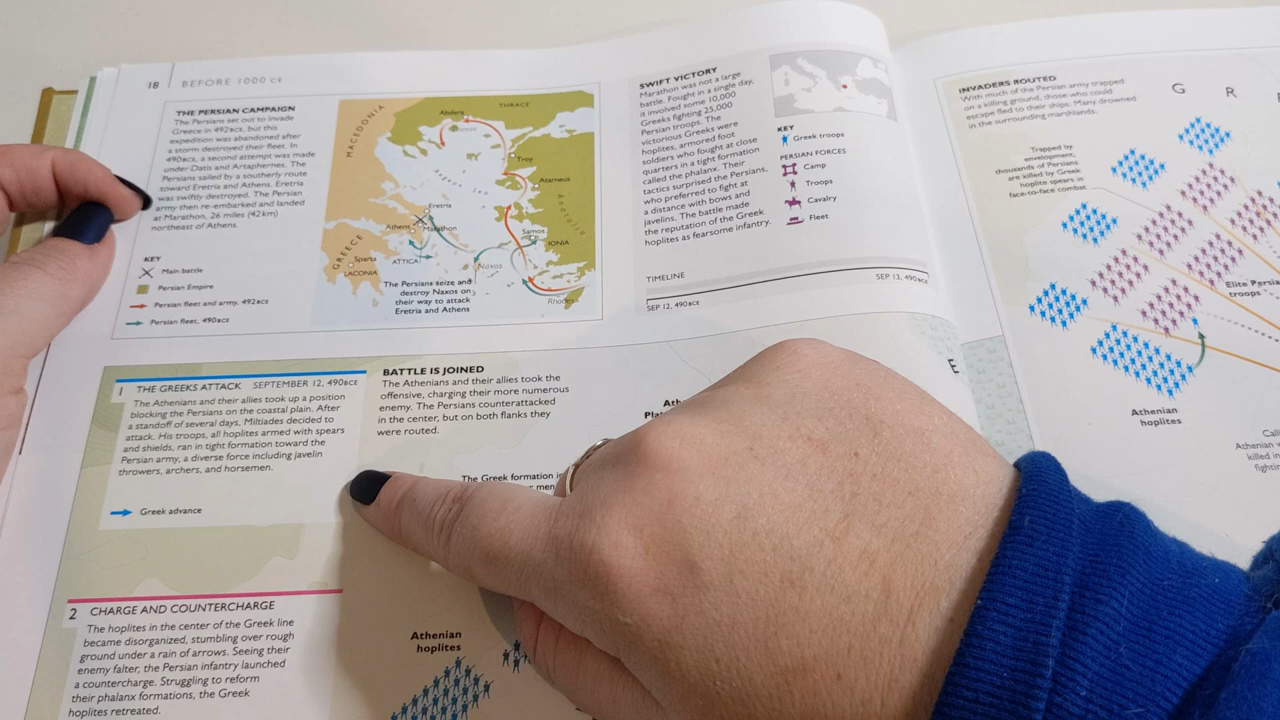 18 BEFORE 1000 CE
THE PERSIAN CAMPAIGN
The Persians set out to invade
Greece in 492BCE, but this
expedition was abandoned after
a storm destroyed their fleet. In
490BCE, a second attempt was made
under Datis and Artaphernes. The
Persians sailed by a southerly route
toward Eretria and Athens. Eretria
was swiftly destroyed. The Persian
army then re-embarked and landed
at Marathon, 26 miles (42km)
northeast of Athens.
KEY
Main battle
Persian Empire
Persian fleet and army, 492BCE
Persian fleet, 490BCE
MACEDONIA
THRACE
Abdera
Troy
Atarneus
Aegean Sea
Anatolia
Eretria
Athens
Marathon
Samos
IONIA
GREECE
Sparta
ATTICA
LACONIA
Naxos
Rhodes
The Persians seize and
destroy Naxos on
their way to attack
Eretria and Athens
SWIFT VICTORY
Marathon was not a large
battle. Fought in a single day,
it involved some 10,000
Greeks fighting 25,000
Persian troops. The
victorious Greeks were
hoplites, armored foot
soldiers who fought at close
quarters in a tight formation
called the phalanx. Their
tactics surprised the Persians,
who preferred to fight at
a distance with bows and
javelins. The battle made
the reputation of the Greek
hoplites as fearsome infantry.
KEY
Greek troops
PERSIAN FORCES
Camp
Troops
Cavalry
Fleet
TIMELINE
SEP 12, 490BCE
SEP 13, 490BCE
1 THE GREEKS ATTACK SEPTEMBER 12, 490BCE
The Athenians and their allies took up a position
blocking the Persians on the coastal plain. After
a standoff of several days, Miltiades decided to
attack. His troops, all hoplites armed with spears
and shields, ran in tight formation toward the
Persian army, a diverse force including javelin
throwers, archers, and horsemen.
Greek advance
BATTLE IS JOINED
The Athenians and their allies took the
offensive, charging their more numerous
enemy. The Persians counterattacked
in the center, but on both flanks they
were routed.
The Greek formation
men
2 CHARGE AND COUNTERCHARGE
The hoplites in the center of the Greek line
became disorganized, stumbling over rough
ground under a rain of arrows. Seeing their
enemy falter, the Persian infantry launched
a countercharge. Struggling to reform
their phalanx formations, the Greek
hoplites retreated.
Athenian
hoplites
E
INVADERS ROUTED
With much of the Persian army trapped
on a killing ground, those who could
escape fled to their ships. Many drowned
in the surrounding marshlands.
G R
Trapped by
envelopment,
thousands of Persians
are killed by Greek
hoplite spears in
face-to-face combat
Elite
troops
Athenian
hoplites
Athenian
killed in